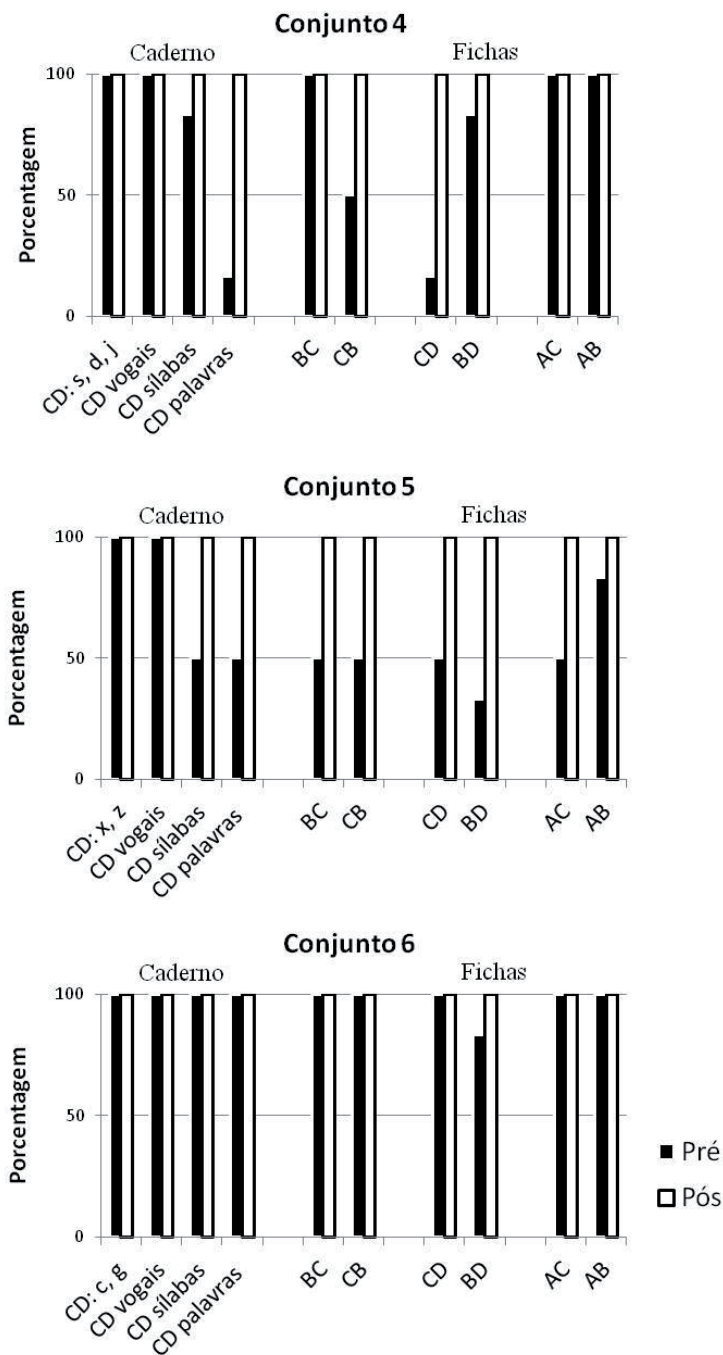 Conjunto 4
Caderno Fichas
Porcentagem
100
50
0
CD: s, d, j
CD vogais
CD sílabas
CD palavras
BC
CB
CD
BD
AC
AB
Conjunto 5
Caderno Fichas
Porcentagem
100
50
0
CD: x, z
CD vogais
CD sílabas
CD palavras
BC
CB
CD
BD
AC
AB
Conjunto 6
Caderno Fichas
Porcentagem
100
50
0
CD: c, g
CD vogais
CD sílabas
CD palavras
BC
CB
CD
BD
AC
AB
Pré
Pós